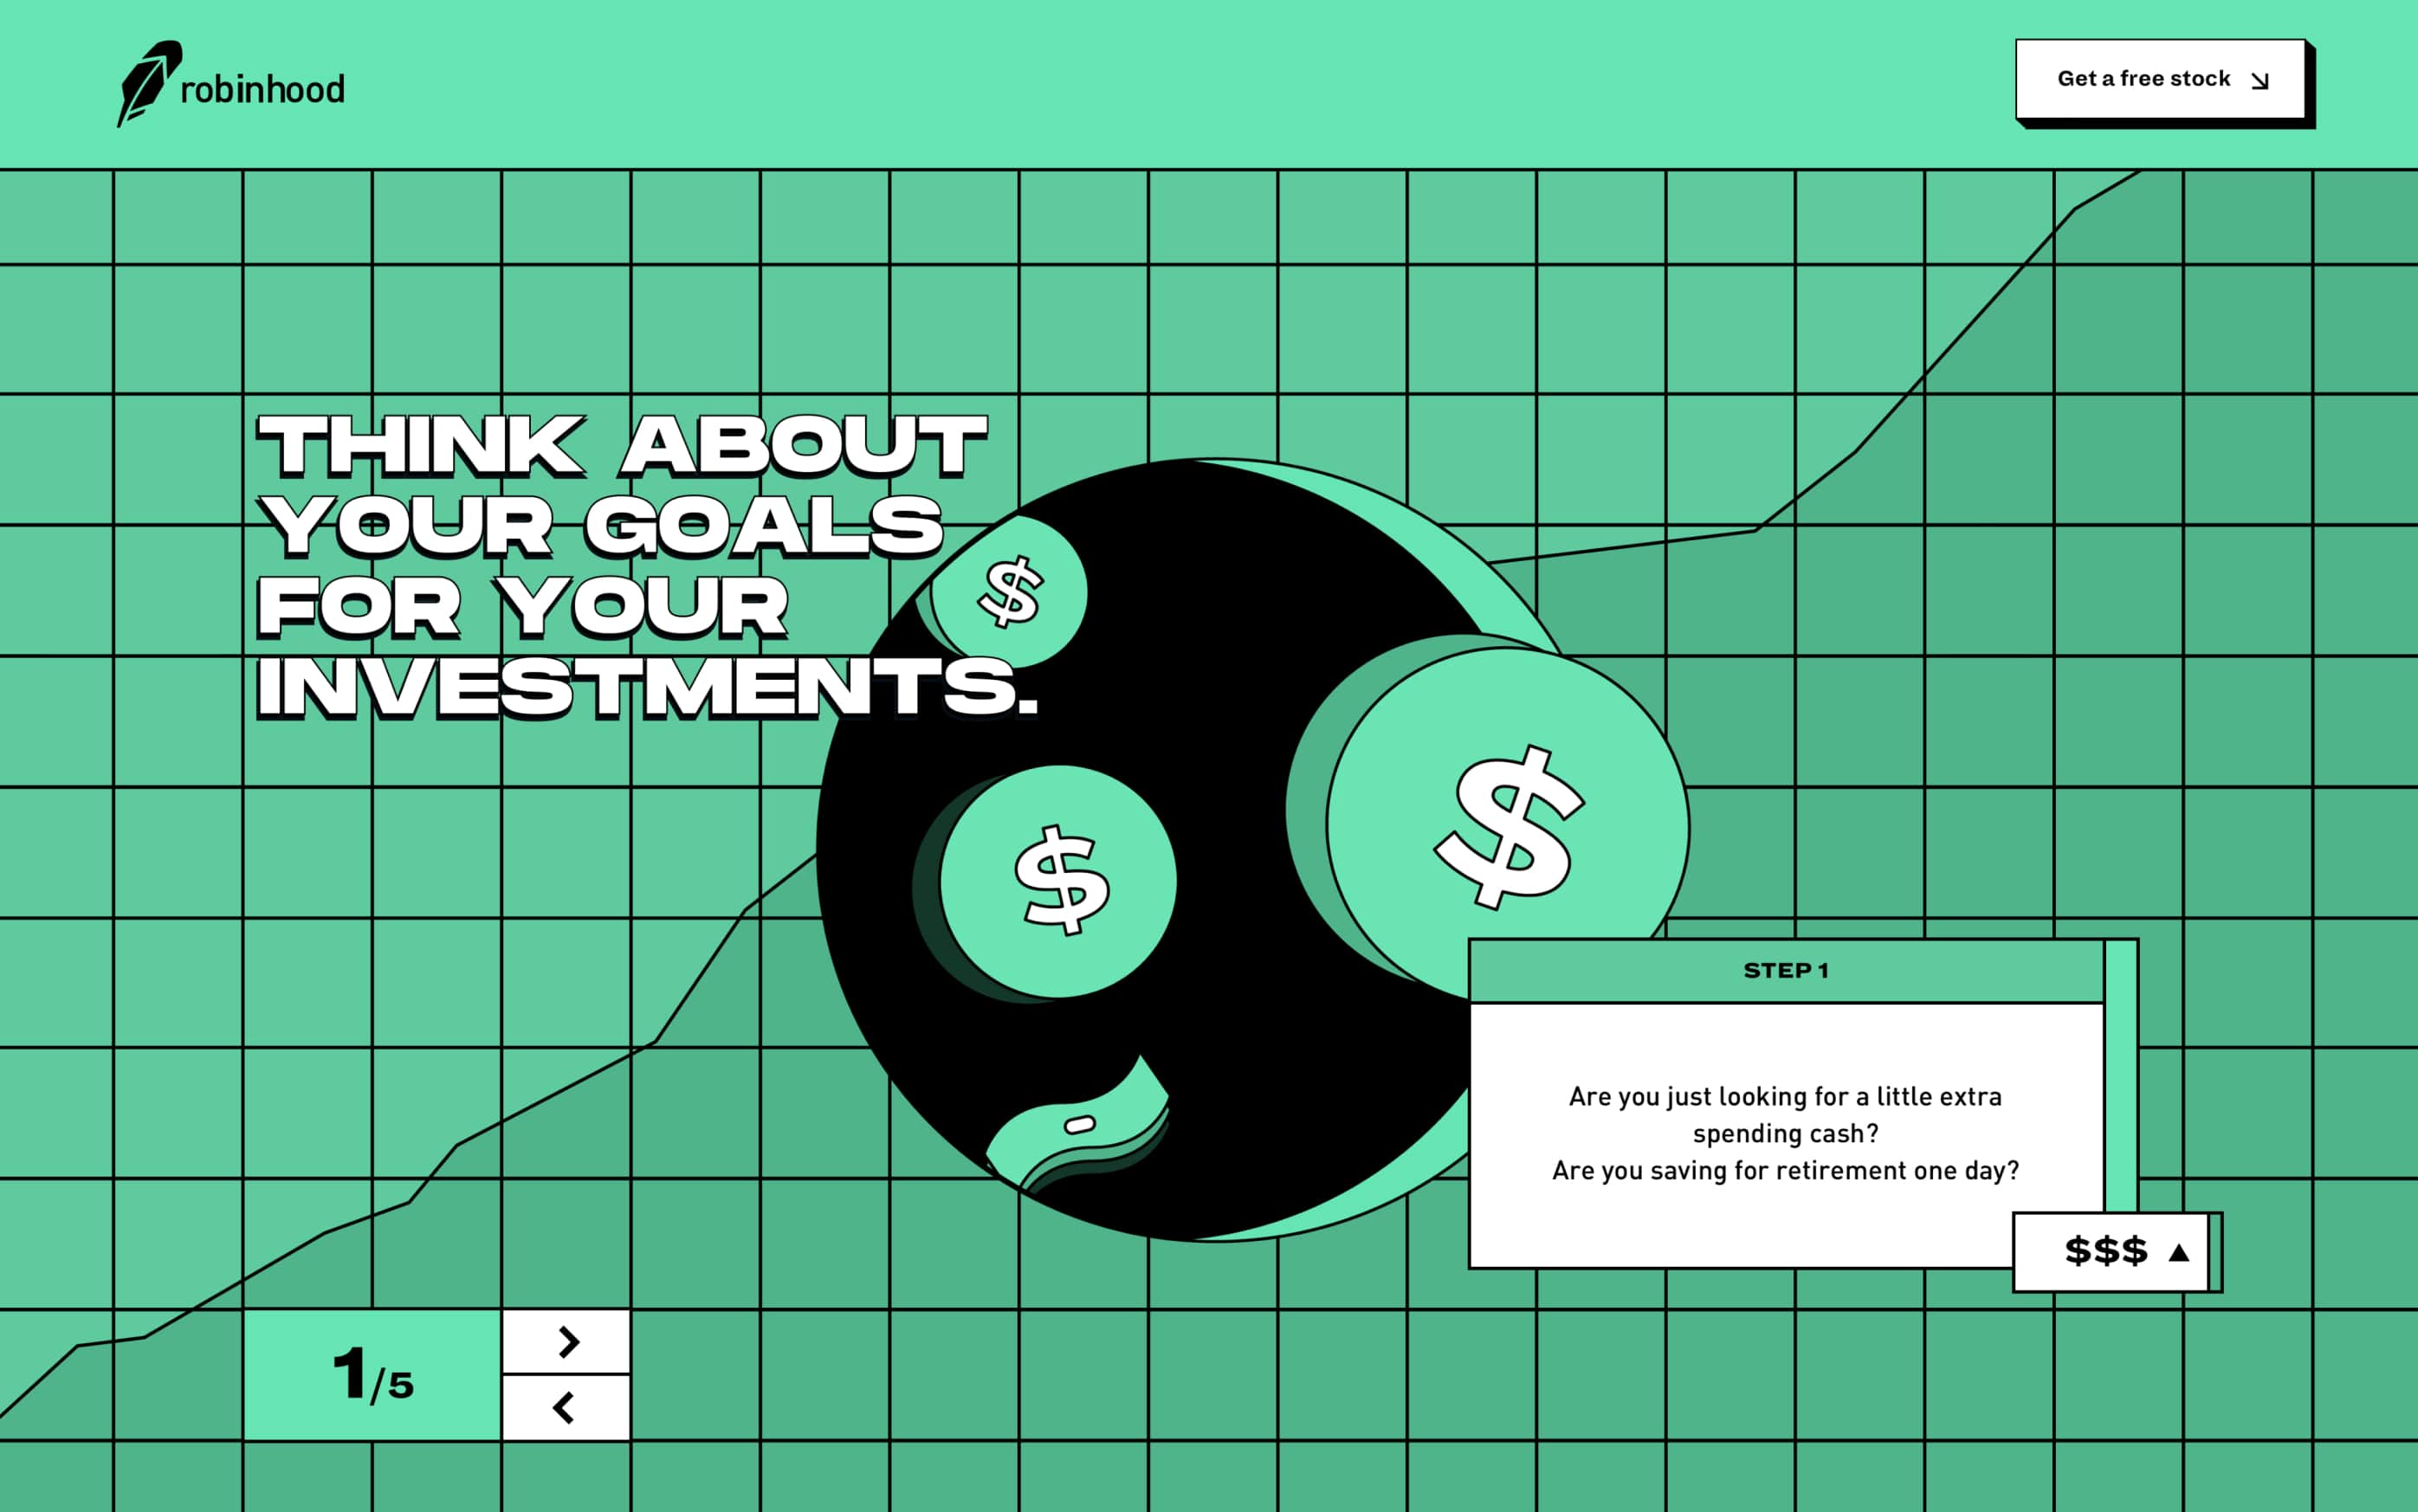 robinhood
Get a free stock
THINK ABOUT
YOUR GOALS
FOR YOUR
INVESTMENTS.
$
$
$
STEP 1
Are you just looking for a little extra
spending cash?
Are you saving for retirement one day?
$$$
1/5